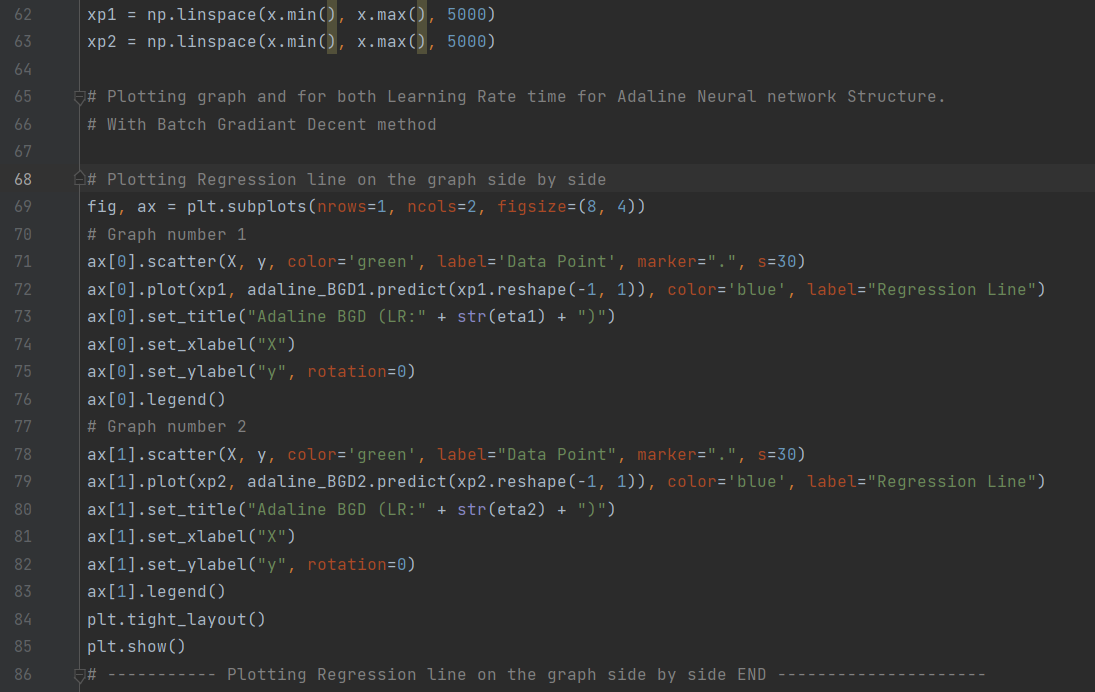 62 xp1 = np.linspace(x.min(), x.max(), 5000)
63 xp2 = np.linspace(x.min(), x.max(), 5000)
64
65 # Plotting graph and for both Learning Rate time for Adaline Neural network Structure.
66 # With Batch Gradiant Decent method
67
68 # Plotting Regression line on the graph side by side
69 fig, ax = plt.subplots(nrows=1, ncols=2, figsize=(8, 4))
70 # Graph number 1
71 ax[0].scatter(X, y, color='green', label='Data Point', marker=".", s=30)
72 ax[0].plot(xp1, adaline_BGD1.predict(xp1.reshape(-1, 1)), color='blue', label="Regression Line")
73 ax[0].set_title("Adaline BGD (LR:" + str(eta1) + ")")
74 ax[0].set_xlabel("X")
75 ax[0].set_ylabel("y", rotation=0)
76 ax[0].legend()
77 # Graph number 2
78 ax[1].scatter(X, y, color='green', label="Data Point", marker=".", s=30)
79 ax[1].plot(xp2, adaline_BGD2.predict(xp2.reshape(-1, 1)), color='blue', label="Regression Line")
80 ax[1].set_title("Adaline BGD (LR:" + str(eta2) + ")")
81 ax[1].set_xlabel("X")
82 ax[1].set_ylabel("y", rotation=0)
83 ax[1].legend()
84 plt.tight_layout()
85 plt.show()
86 # ----------- Plotting Regression line on the graph side by side END ---------------------